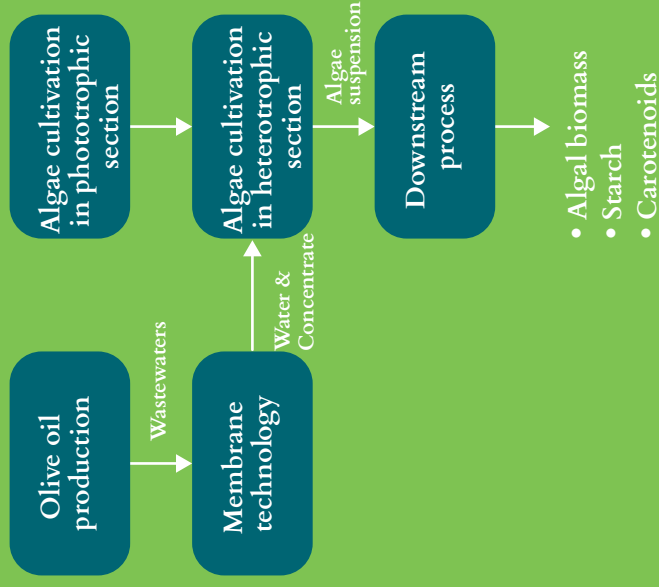 Olive oil
production
Algae cultivation
in phototrophic
section
Wastewaters
Membrane
technology
Water &
Concentrate
Algae cultivation
in heterotrophic
section
Algae
suspension
Downstream
process
• Algal biomass
• Starch
• Carotenoids